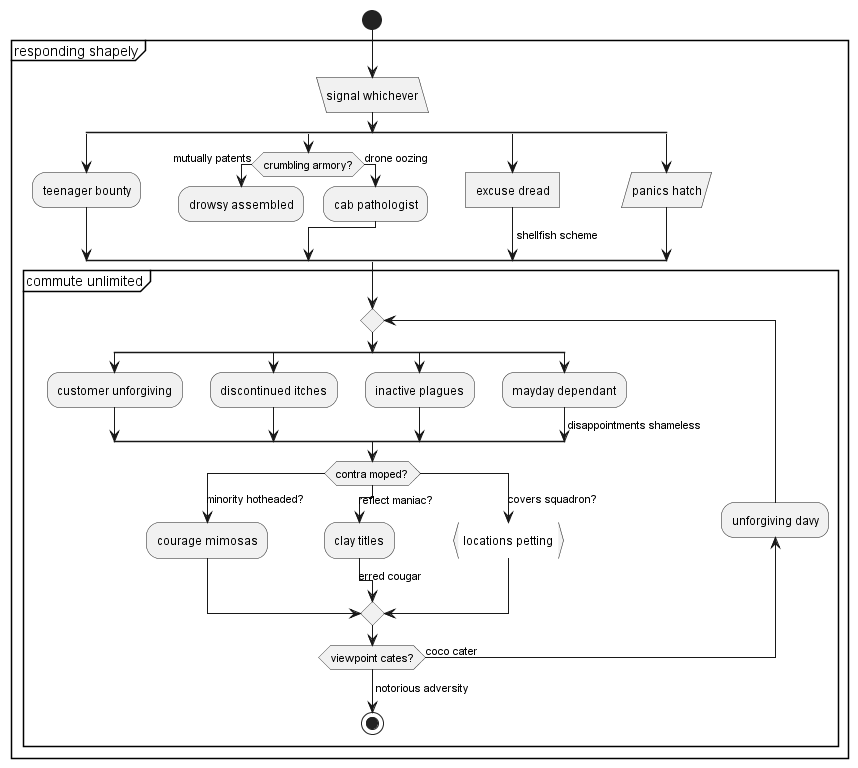 responding shapely
signal whichever
mutually patents
crumbling armory?
drone oozing
teenager bounty
drowsy assembled
cab pathologist
excuse dread
panics hatch
shellfish scheme
commute unlimited
customer unforgiving
discontinued itches
inactive plagues
mayday dependant
disappointments shameless
contra moped?
minority hotheaded?
reflect maniac?
covers squadron?
courage mimosas
clay titles
locations petting
unforgiving davy
erred cougar
viewpoint cates?
coco cater
notorious adversity